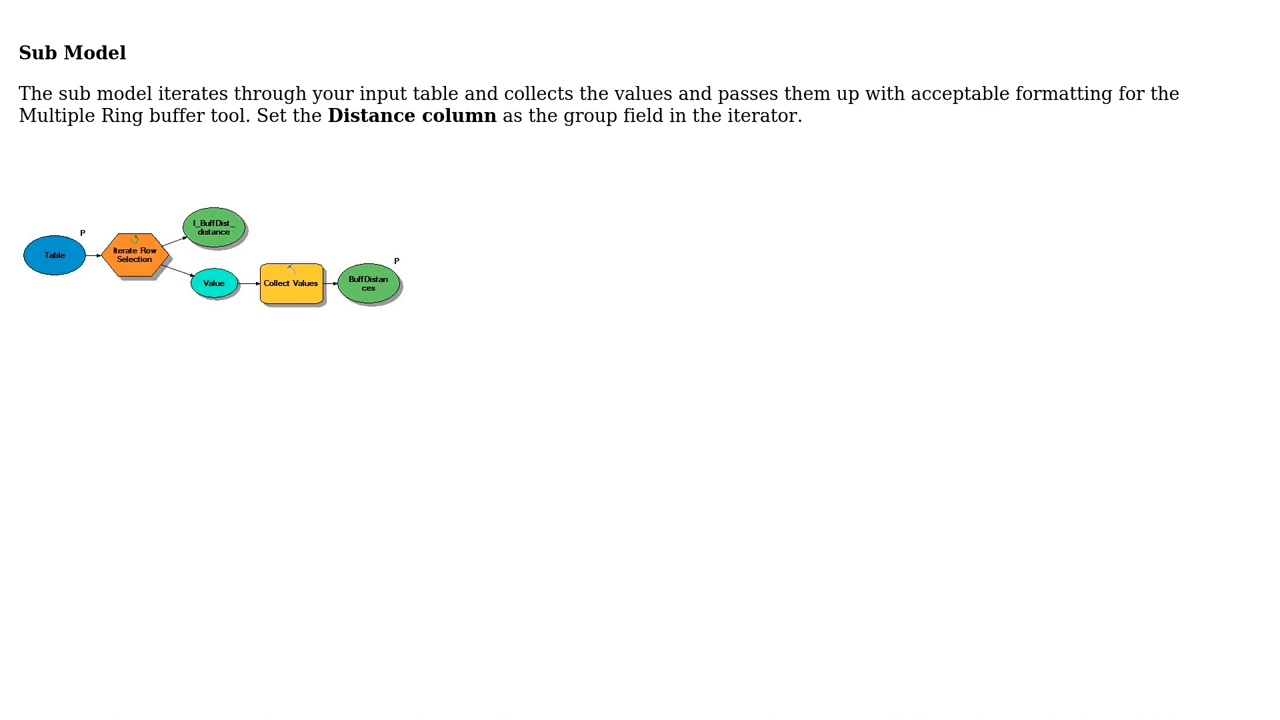 Sub Model
The sub model iterates through your input table and collects the values and passes them up with acceptable formatting for the
Multiple Ring buffer tool. Set the Distance column as the group field in the iterator.
P
Table
Iterate Row
Selection
I_BuffDist_
distance
Value
Collect Values
P
BuffDistan
ces